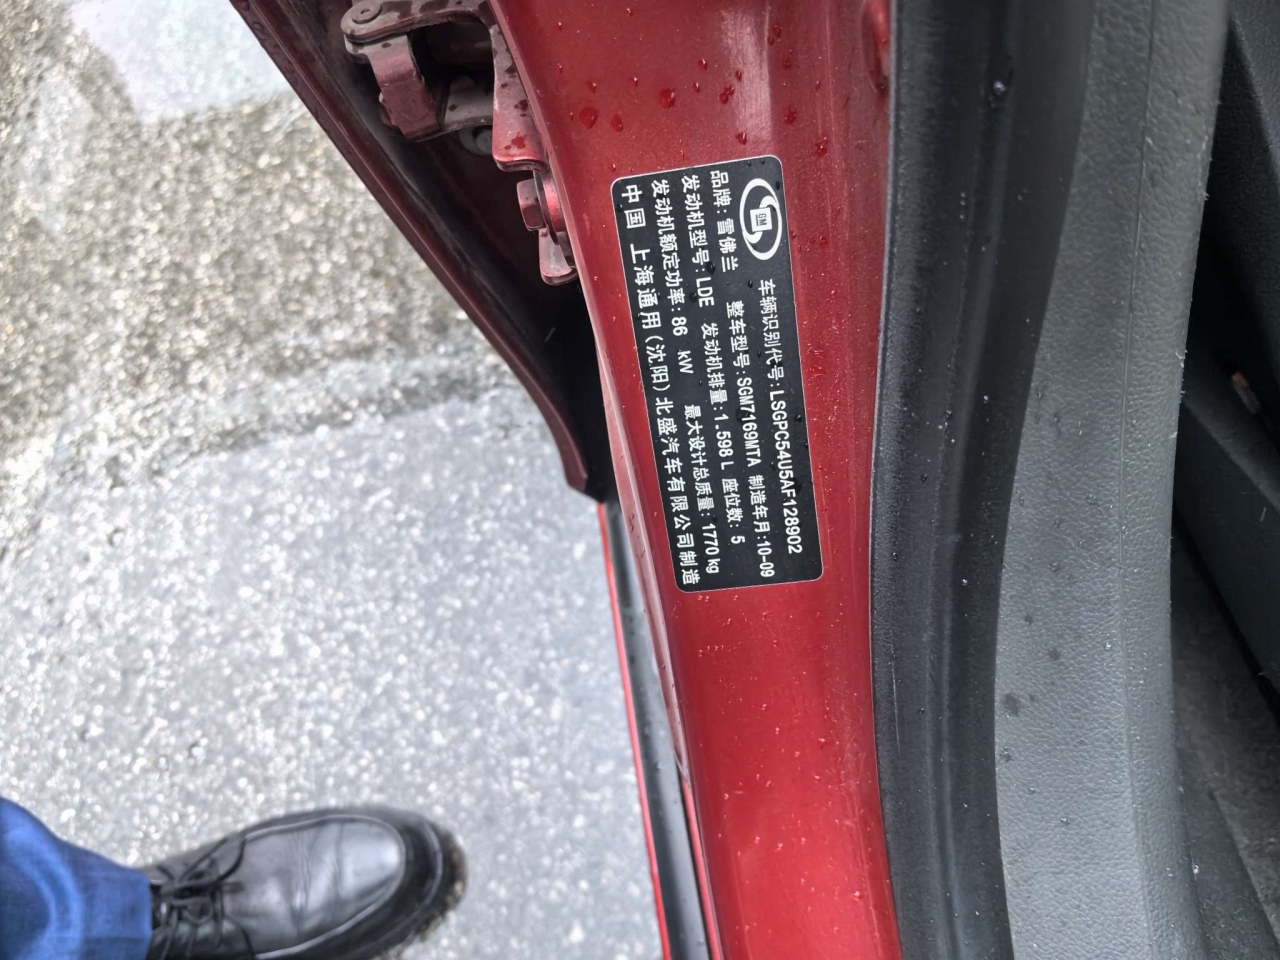 GM
车辆识别代号:LSGPC54U5AF128902
品牌:雪佛兰 整车型号:SGM7169MTA 制造年月:10-09
发动机型号:LDE 发动机排量:1.598L 座位数:5
发动机额定功率:86 kW 最大设计总质量:1770kg
中国 上海通用(沈阳)北盛汽车有限公司制造